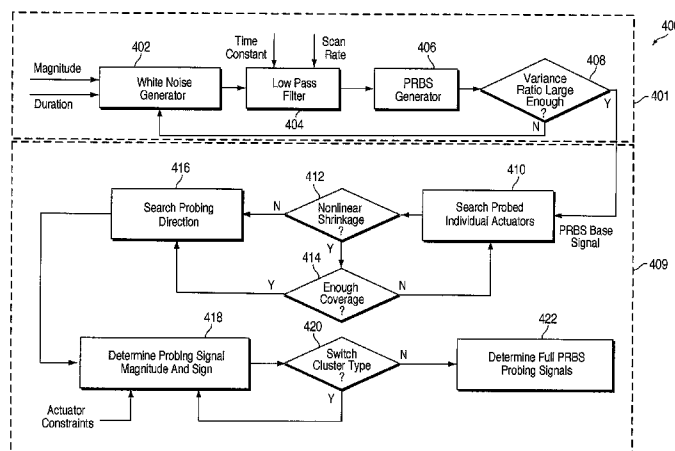 400
Time
Constant
Scan
Rate
402
406
408
Magnitude
Duration
White Noise
Generator
Low Pass
Filter
404
PRBS
Generator
Variance
Ratio Large
Enough
?
Y
N
401
416
412
410
Search Probing
Direction
N
Nonlinear
Shrinkage
?
Y
Search Probed
Individual Actuators
PRBS Base
Signal
414
Y
Enough
Coverage
?
N
409
418
420
422
Determine Probing Signal
Magnitude And Sign
Switch
Cluster Type
?
N
Y
Determine Full PRBS
Probing Signals
Actuator
Constraints